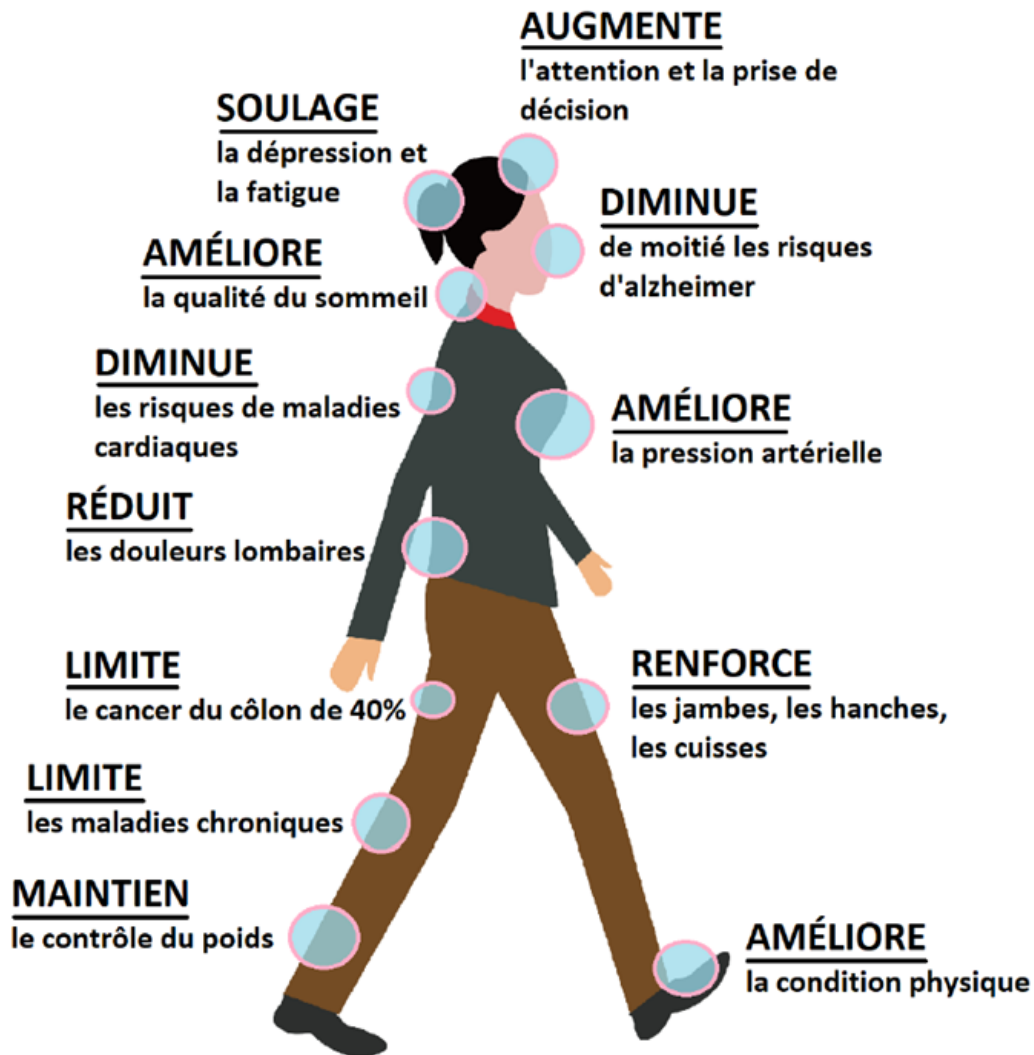 AUGMENTE
l'attention et la prise de
décision
SOULAGE
la dépression et
la fatigue
DIMINUE
de moitié les risques
d'alzheimer
AMÉLIORE
la qualité du sommeil
DIMINUE
les risques de maladies
cardiaques
AMÉLIORE
la pression artérielle
RÉDUIT
les douleurs lombaires
LIMITE
le cancer du côlon de 40%
RENFORCE
les jambes, les hanches,
les cuisses
LIMITE
les maladies chroniques
MAINTIEN
le contrôle du poids
AMÉLIORE
la condition physique